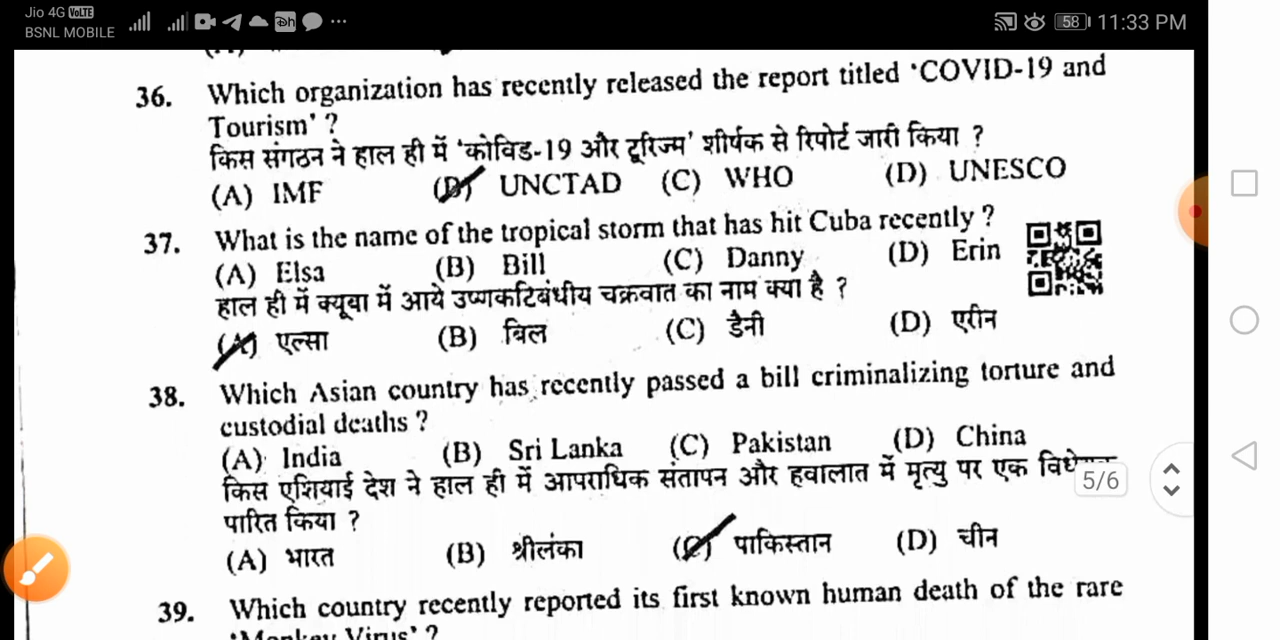 Jio 4G VoLTE
BSNL MOBILE
58 11:33 PM
36. Which organization has recently released the report titled ‘COVID-19 and
Tourism’ ?
किस संगठन ने हाल ही में ‘कोविड-19 और टूरिज्म’ शीर्षक से रिपोर्ट जारी किया ?
(A) IMF (B) UNCTAD (C) WHO (D) UNESCO
37. What is the name of the tropical storm that has hit Cuba recently ?
(A) Elsa (B) Bill (C) Danny (D) Erin
हाल ही में क्यूबा में आये उष्णकटिबंधीय चक्रवात का नाम क्या है ?
(A) एल्सा (B) बिल (C) डैनी (D) एरीन
38. Which Asian country has recently passed a bill criminalizing torture and
custodial deaths ?
(A) India (B) Sri Lanka (C) Pakistan (D) China
किस एशियाई देश ने हाल ही में आपराधिक संतापन और हवालात में मृत्यु पर एक
5/6
पारित किया ?
(A) भारत (B) श्रीलंका (C) पाकिस्तान (D) चीन
39. Which country recently reported its first known human death of the rare
‘Monkey Virus’ ?